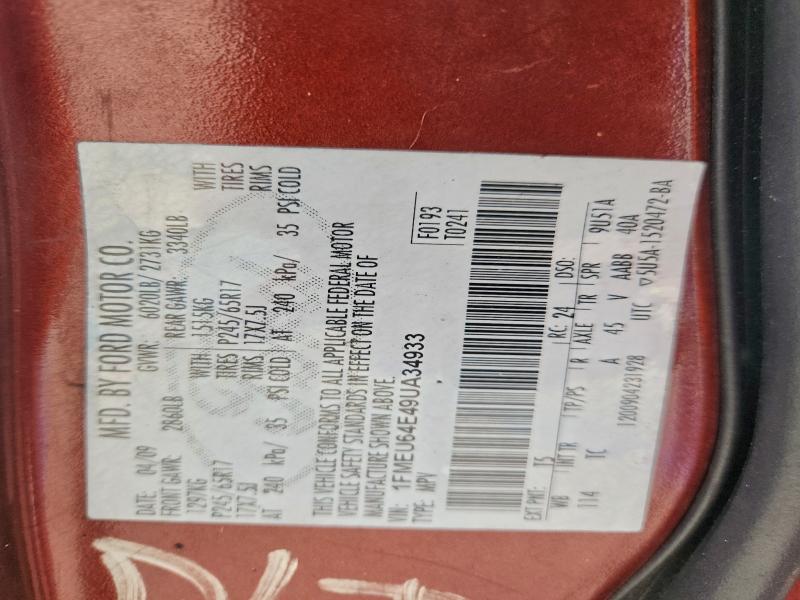 MFD. BY FORD MOTOR CO.
DATE: 04/09 GVWR: 6020LB/ 2731KG
FRONT GAWR: 2860LB REAR GAWR: 3340LB
1297KG WITH 1515KG WITH
P245/65R17 TIRES P245/65R17 TIRES
17X7.5J RIMS 17X7.5J RIMS
AT 240 kPa/ 35 PSI COLD AT 240 kPa/ 35 PSI COLD
THIS VEHICLE CONFORMS TO ALL APPLICABLE FEDERAL MOTOR
VEHICLE SAFETY STANDARDS IN EFFECT ON THE DATE OF
MANUFACTURE SHOWN ABOVE.
VIN: 1FMEU64E49UA34933
TYPE: MPV
F0193
T0241
EXT PNT: T5 RC: 24 DSO:
WB INT TR TP/PS R AXLE TR SPR 9U5TA
114 TC A 45 V AABB 40A
1200904231928 UTC ▽5U5A-1520472-BA